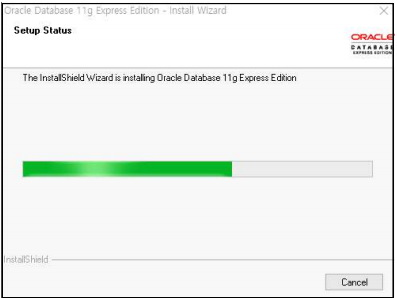 Oracle Database 11g Express Edition - Install Wizard
Setup Status
ORACLE
DATABASE
EXPRESS EDITION
The InstallShield Wizard is installing Oracle Database 11g Express Edition
InstallShield
Cancel